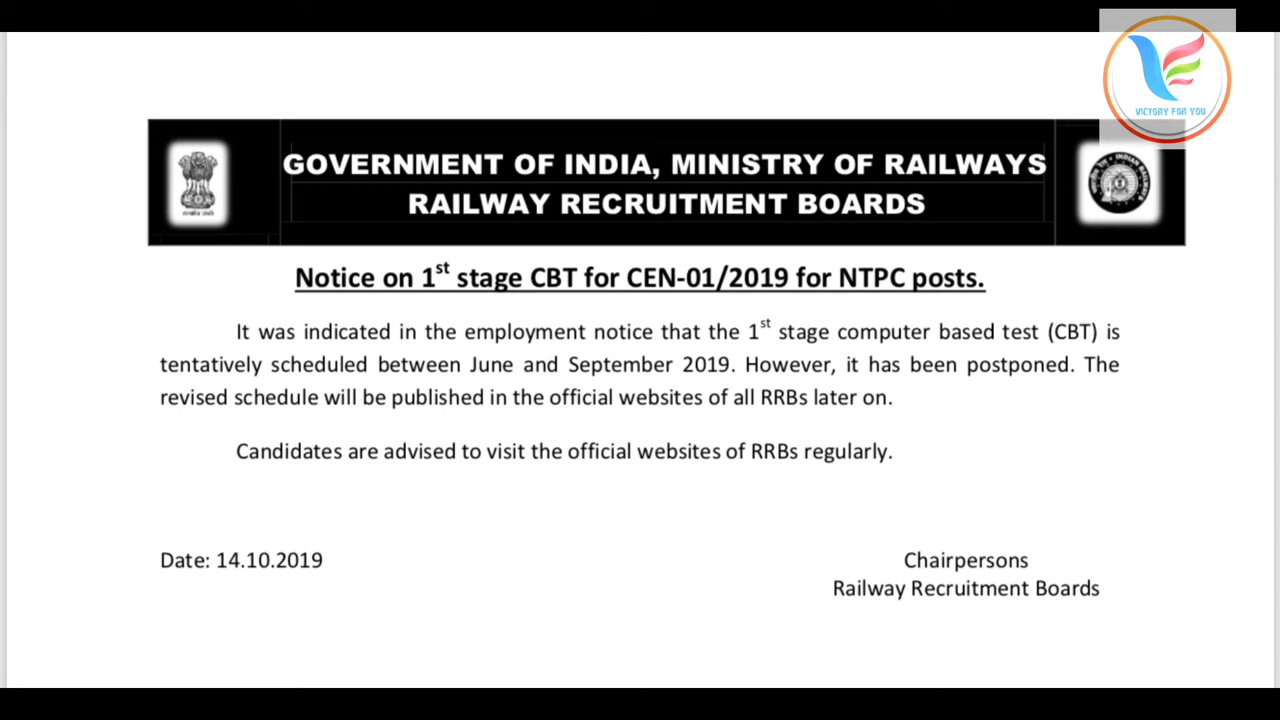 VICTORY FOR YOU
GOVERNMENT OF INDIA, MINISTRY OF RAILWAYS
RAILWAY RECRUITMENT BOARDS
Notice on 1st stage CBT for CEN-01/2019 for NTPC posts.
It was indicated in the employment notice that the 1st stage computer based test (CBT) is
tentatively scheduled between June and September 2019. However, it has been postponed. The
revised schedule will be published in the official websites of all RRBs later on.
Candidates are advised to visit the official websites of RRBs regularly.
Date: 14.10.2019
Chairpersons
Railway Recruitment Boards